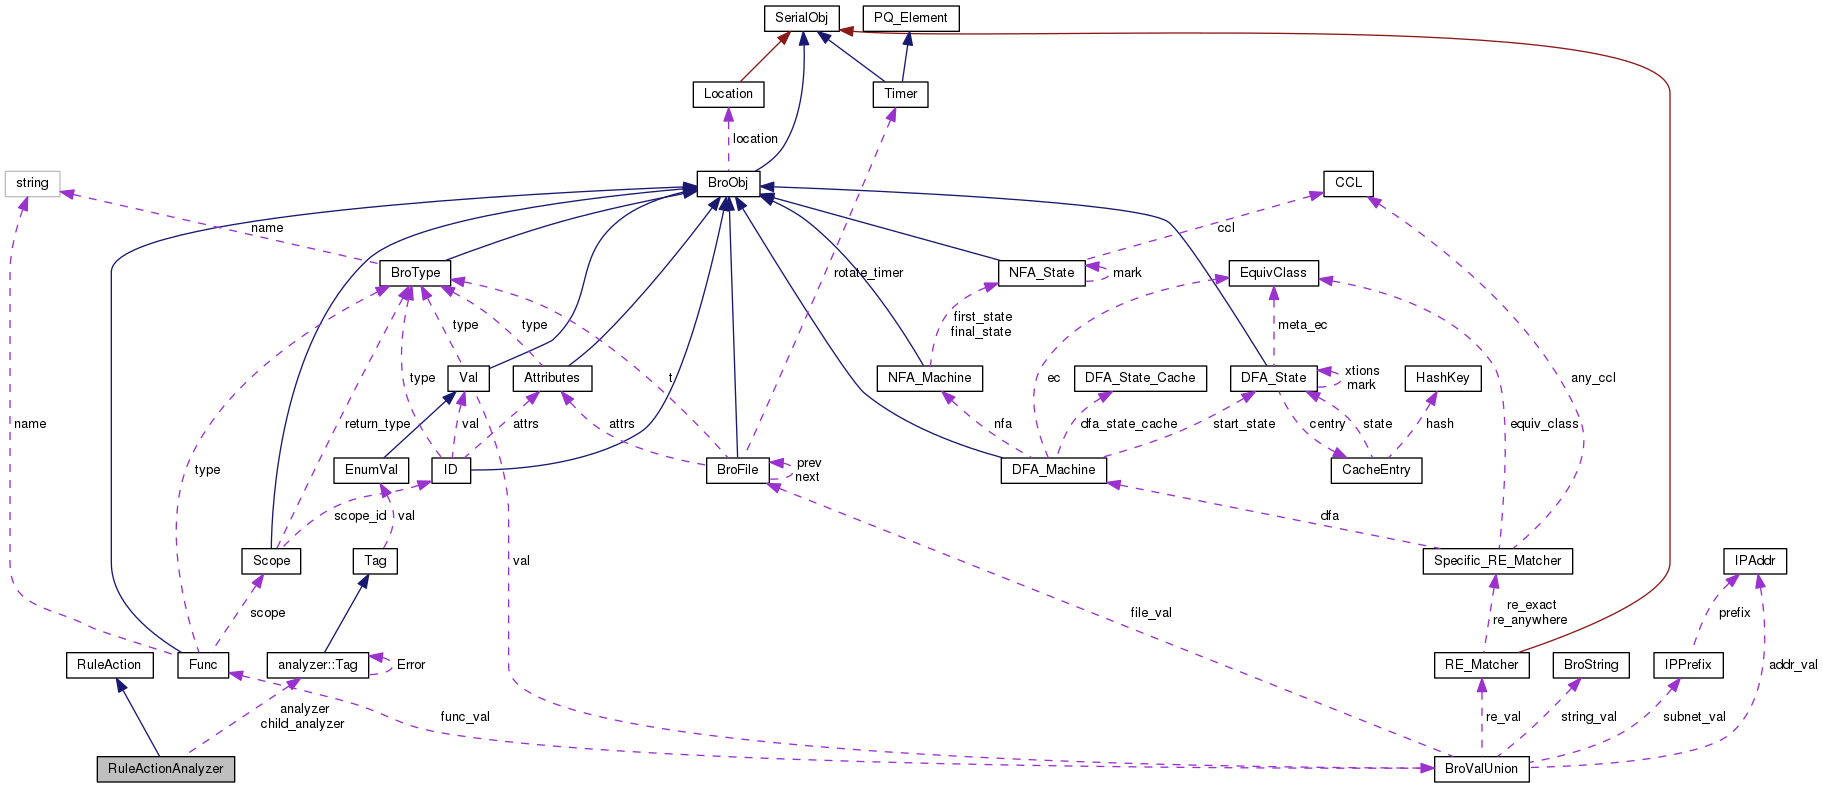 SerialObj
PQ_Element
Location
Timer
location
string
BroObj
CCL
name
ccl
BroType
rotate_timer
NFA_State
mark
EquivClass
first_state
final_state
type
type
meta_ec
type
Val
Attributes
t
NFA_Machine
ec
DFA_State_Cache
DFA_State
xtions
mark
HashKey
any_ccl
name
return_type
val
attrs
attrs
nfa
dfa_state_cache
start_state
centry
state
hash
equiv_class
type
EnumVal
ID
BroFile
prev
next
DFA_Machine
CacheEntry
scope_id
val
dfa
Scope
Tag
val
Specific_RE_Matcher
IPAddr
scope
file_val
re_exact
re_anywhere
prefix
RuleAction
Func
analyzer::Tag
Error
RE_Matcher
BroString
IPPrefix
addr_val
analyzer
child_analyzer
func_val
re_val
string_val
subnet_val
RuleActionAnalyzer
BroValUnion